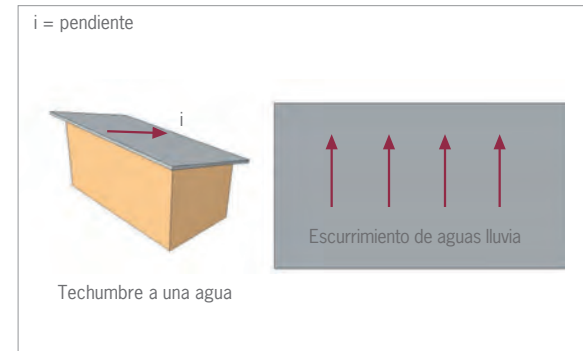 i = pendiente
i
Escurrimiento de aguas lluvia
Techumbre a una agua